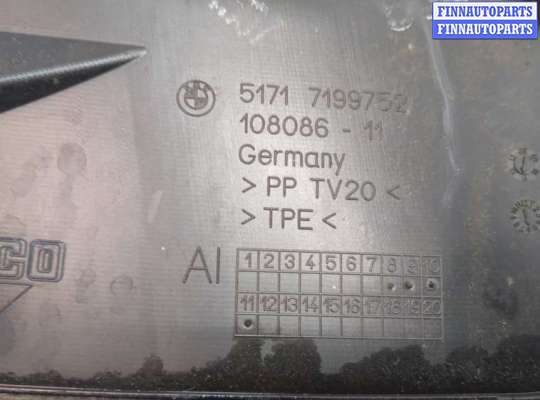 FINNAUTOPARTS
FINNAUTOPARTS
5171 7199752
108086 - 11
Germany
> PP TV20 <
> TPE <
AI
1 2 3 4 5 6 7 8 9 10
11 12 13 14 15 16 17 18 19 20